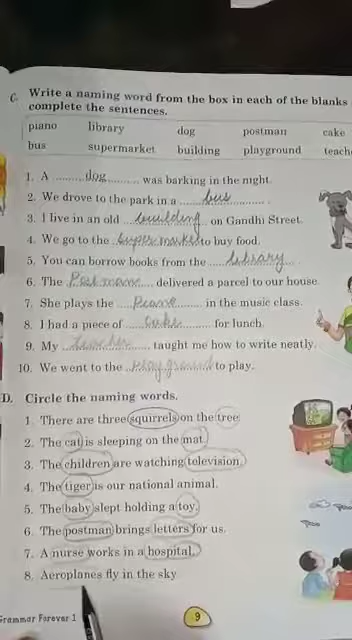 C. Write a naming word from the box in each of the blanks
complete the sentences.
piano library dog postman cake
bus supermarket building playground teach
1. A dog was barking in the night.
2. We drove to the park in a bus.
3. I live in an old building on Gandhi Street.
4. We go to the supermarket to buy food.
5. You can borrow books from the library.
6. The Postman delivered a parcel to our house
7. She plays the Piano in the music class.
8. I had a piece of cake for lunch.
9. My teacher taught me how to write neatly.
10. We went to the playground to play.
D. Circle the naming words.
1. There are three squirrels on the tree.
2. The cat is sleeping on the mat.
3. The children are watching television.
4. The tiger is our national animal.
5. The baby slept holding a toy.
6. The postman brings letters for us.
7. A nurse works in a hospital.
8. Aeroplanes fly in the sky
Grammar Forever 1 9